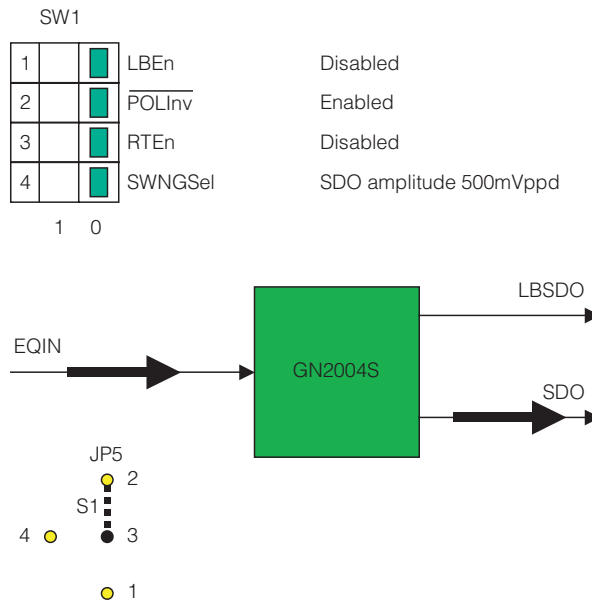 SW1
1 LBEn Disabled
2 POLInv Enabled
3 RTEn Disabled
4 SWNGSel SDO amplitude 500mVppd
1 0
LBSDO
EQIN
GN2004S
SDO
JP5
2
S1
4 3
1